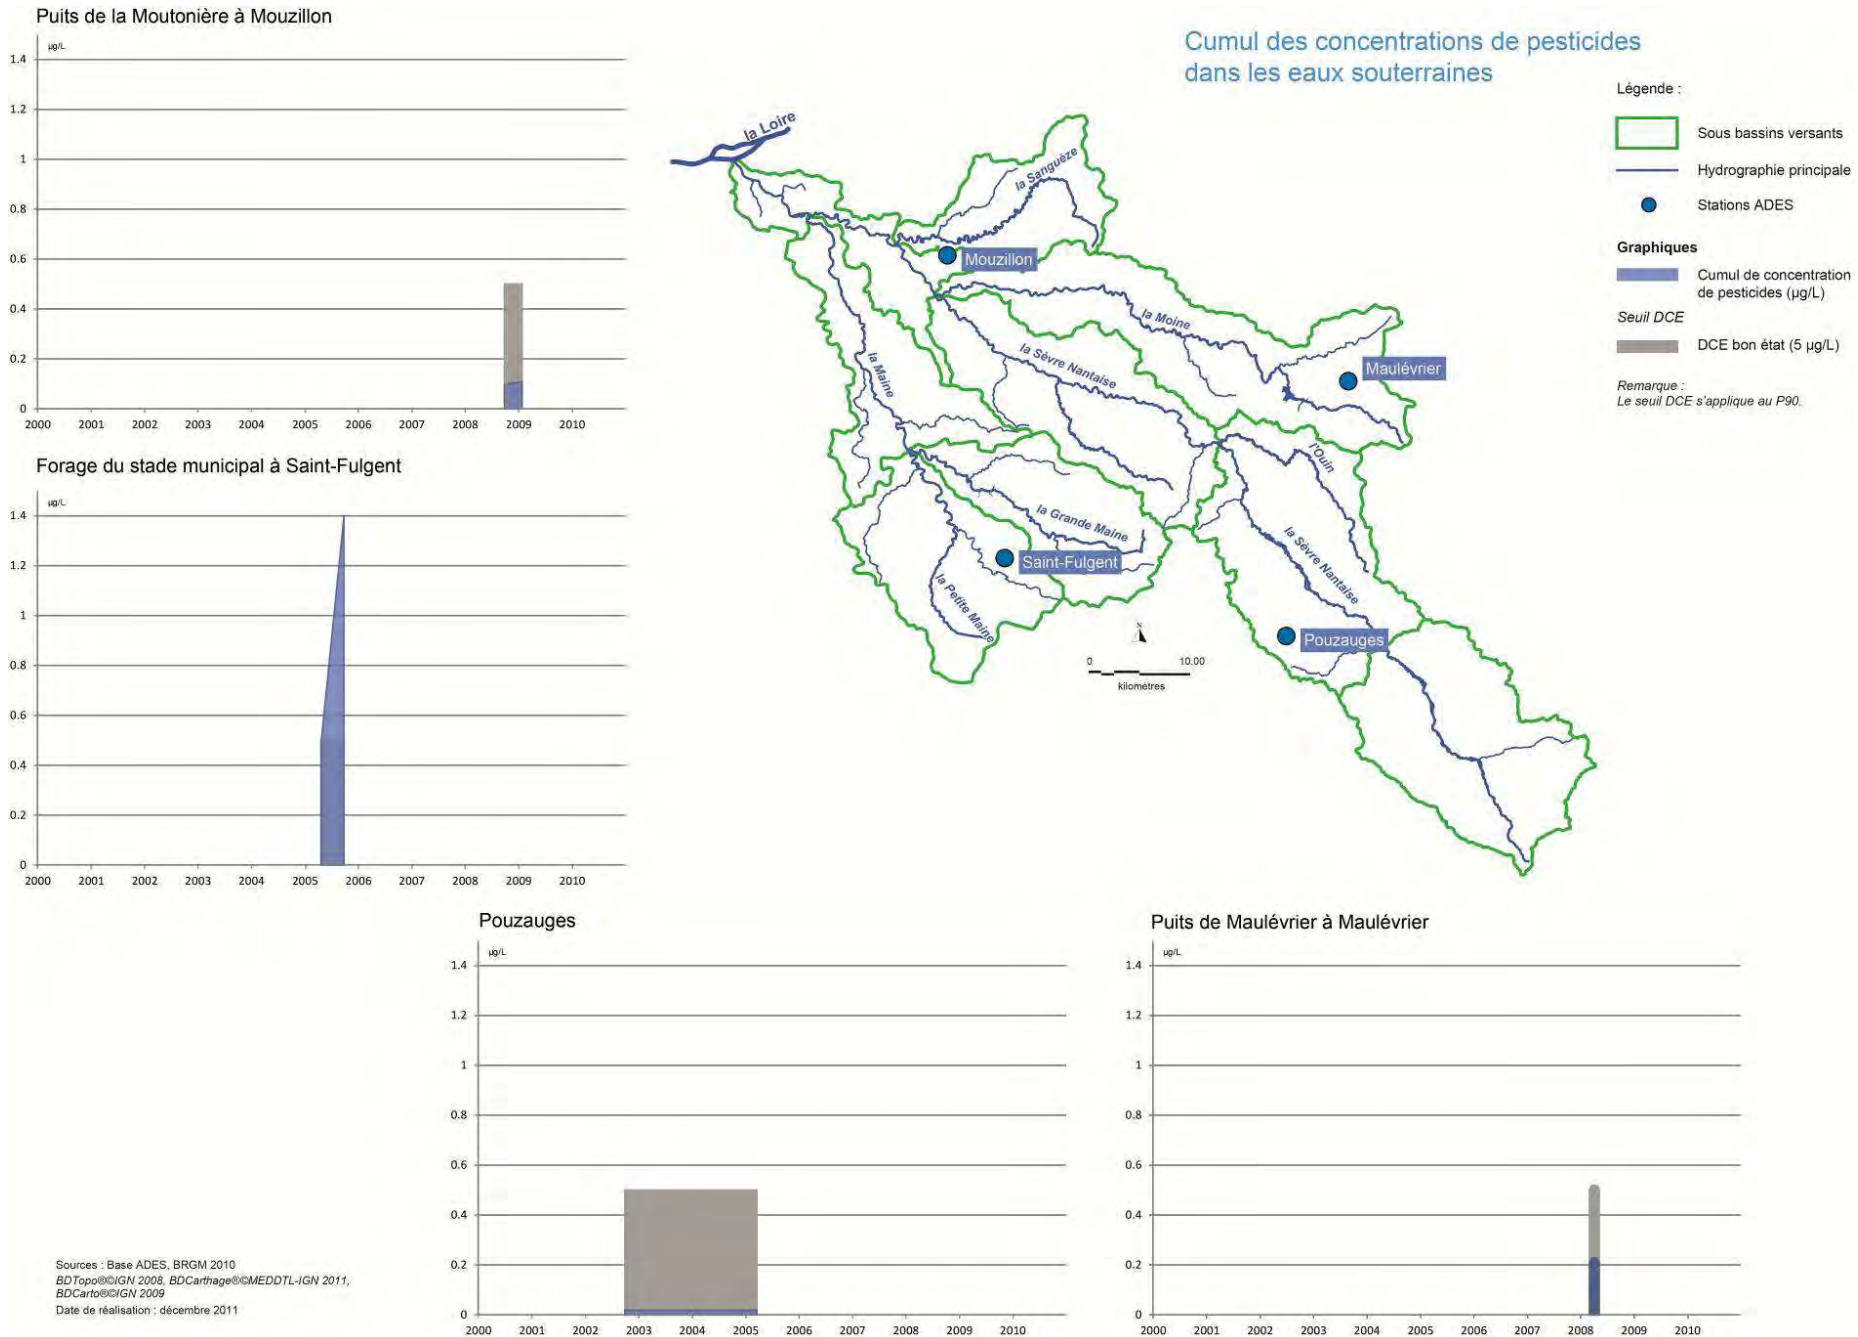 Puits de la Moutonière à Mouzillon
µg/L
1.4
1.2
1
0.8
0.6
0.4
0.2
0
2000 2001 2002 2003 2004 2005 2006 2007 2008 2009 2010
Forage du stade municipal à Saint-Fulgent
µg/L
1.4
1.2
1
0.8
0.6
0.4
0.2
0
2000 2001 2002 2003 2004 2005 2006 2007 2008 2009 2010
Cumul des concentrations de pesticides
dans les eaux souterraines
Légende :
Sous bassins versants
Hydrographie principale
Stations ADES
Graphiques
Cumul de concentration
de pesticides (µg/L)
Seuil DCE
DCE bon état (5 µg/L)
Remarque :
Le seuil DCE s'applique au P90.
la Loire
la Sanguèze
Mouzillon
la Moine
Maulévrier
la Sèvre Nantaise
la Maine
l'Ouin
la Grande Maine
Saint-Fulgent
la Petite Maine
la Sèvre Nantaise
Pouzauges
N
0 10.00
kilomètres
Pouzauges
µg/L
1.4
1.2
1
0.8
0.6
0.4
0.2
0
2000 2001 2002 2003 2004 2005 2006 2007 2008 2009 2010
Puits de Maulévrier à Maulévrier
µg/L
1.4
1.2
1
0.8
0.6
0.4
0.2
0
2000 2001 2002 2003 2004 2005 2006 2007 2008 2009 2010
Sources : Base ADES, BRGM 2010
BDTopo®©IGN 2008, BDCarthage®©MEDDTL-IGN 2011,
BDCarto®©IGN 2009
Date de réalisation : décembre 2011